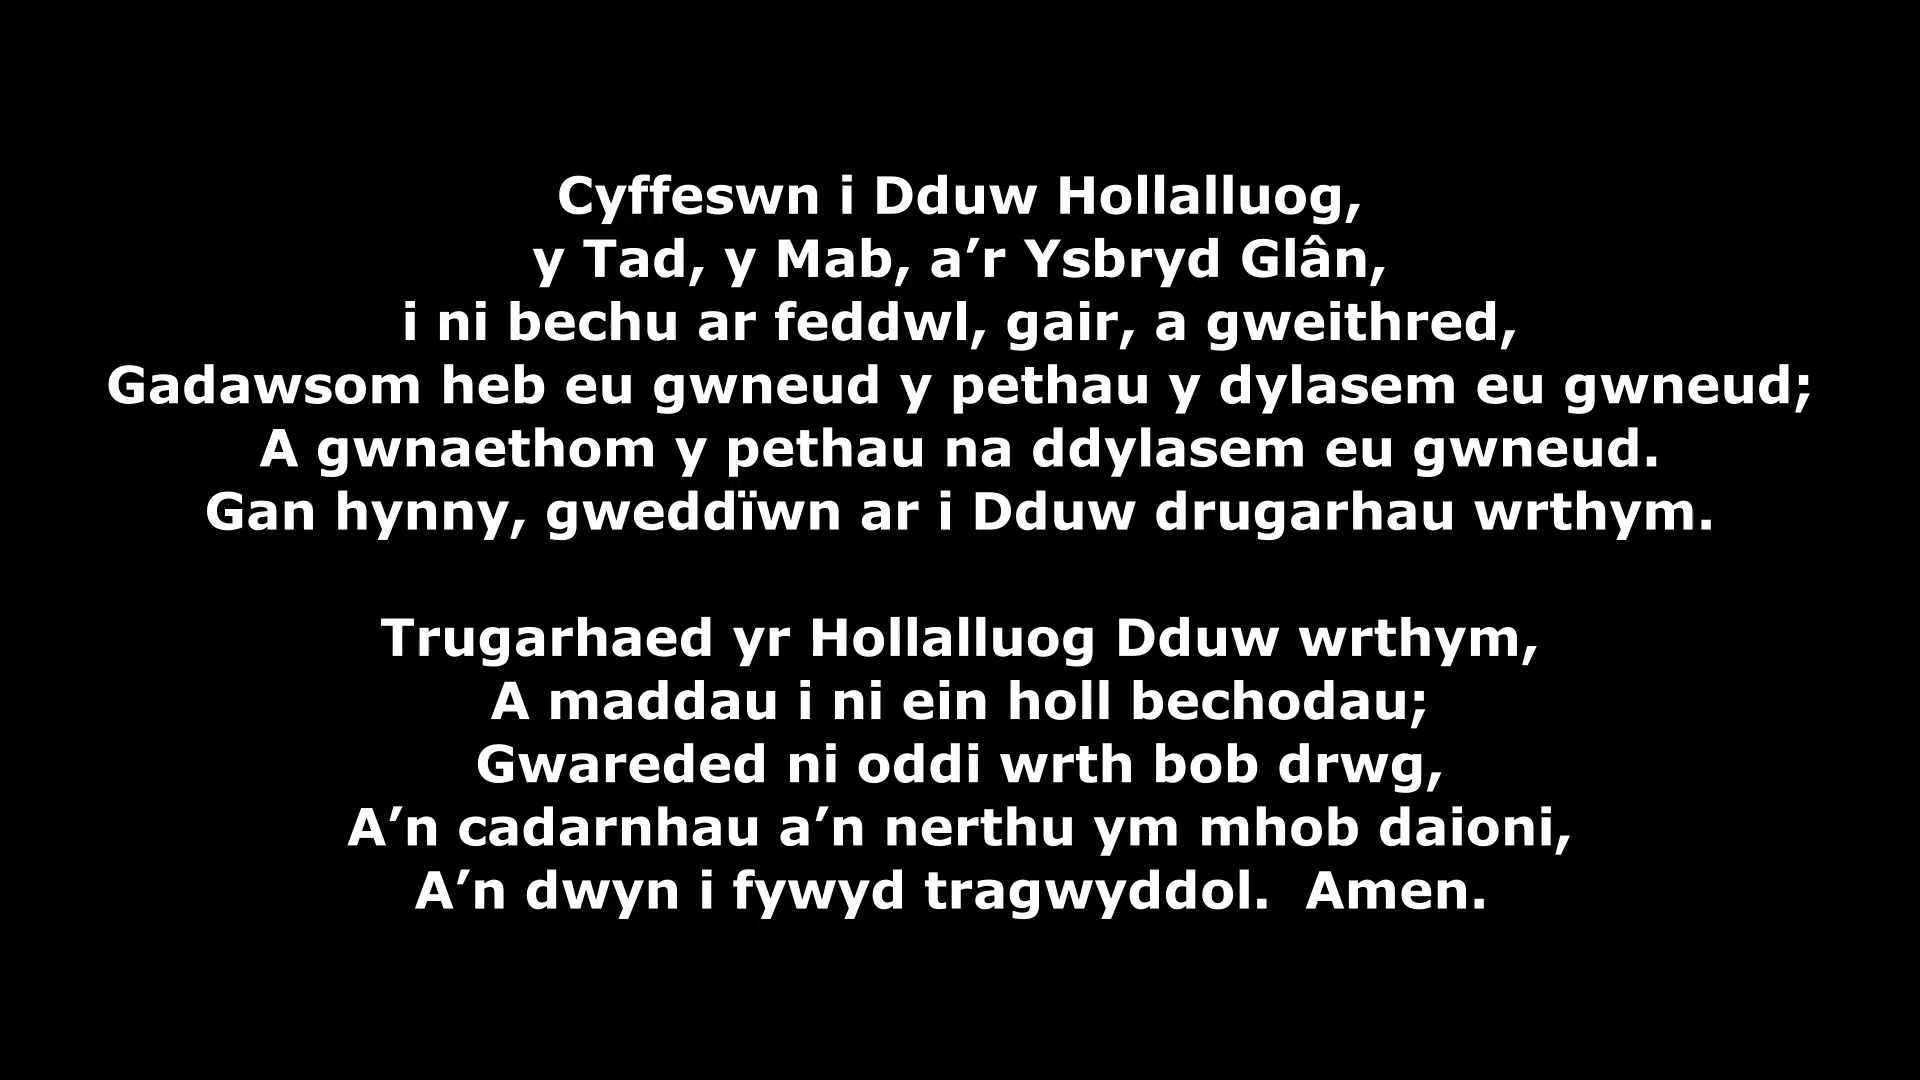 Cyffeswn i Dduw Hollalluog,
y Tad, y Mab, a’r Ysbryd Glân,
i ni bechu ar feddwl, gair, a gweithred,
Gadawsom heb eu gwneud y pethau y dylasem eu gwneud;
A gwnaethom y pethau na ddylasem eu gwneud.
Gan hynny, gweddïwn ar i Dduw drugarhau wrthym.
Trugarhaed yr Hollalluog Dduw wrthym,
A maddau i ni ein holl bechodau;
Gwareded ni oddi wrth bob drwg,
A’n cadarnhau a’n nerthu ym mhob daioni,
A’n dwyn i fywyd tragwyddol.  Amen.